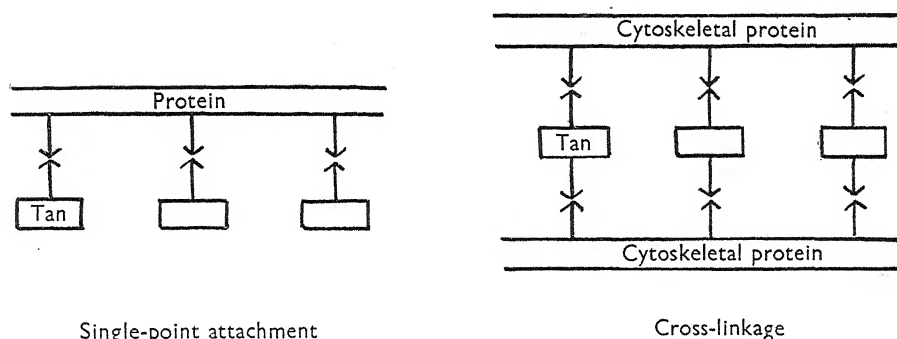 Protein
Tan
Single-point attachment
Cytoskeletal protein
Tan
Cytoskeletal protein
Cross-linkage